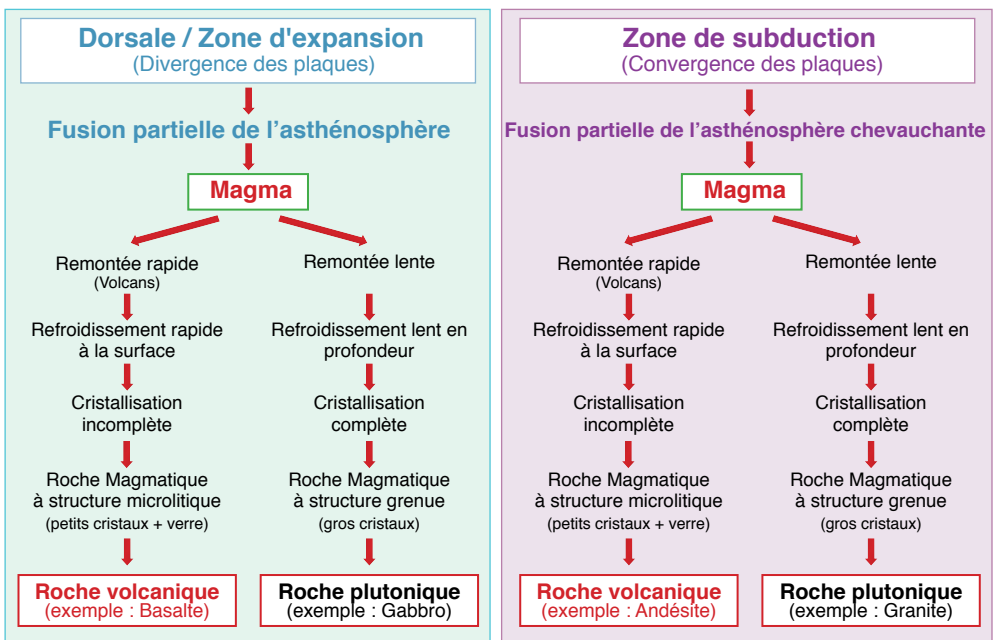 Dorsale / Zone d'expansion
(Divergence des plaques)
Fusion partielle de l'asthénosphère
Magma
Remontée rapide
(Volcans)
Refroidissement rapide
à la surface
Cristallisation
incomplète
Roche Magmatique
à structure microlitique
(petits cristaux + verre)
Roche volcanique
(exemple : Basalte)
Remontée lente
Refroidissement lent en
profondeur
Cristallisation
complète
Roche Magmatique
à structure grenue
(gros cristaux)
Roche plutonique
(exemple : Gabbro)
Zone de subduction
(Convergence des plaques)
Fusion partielle de l'asthénosphère chevauchante
Magma
Remontée rapide
(Volcans)
Refroidissement rapide
à la surface
Cristallisation
incomplète
Roche Magmatique
à structure microlitique
(petits cristaux + verre)
Roche volcanique
(exemple : Andésite)
Remontée lente
Refroidissement lent en
profondeur
Cristallisation
complète
Roche Magmatique
à structure grenue
(gros cristaux)
Roche plutonique
(exemple : Granite)